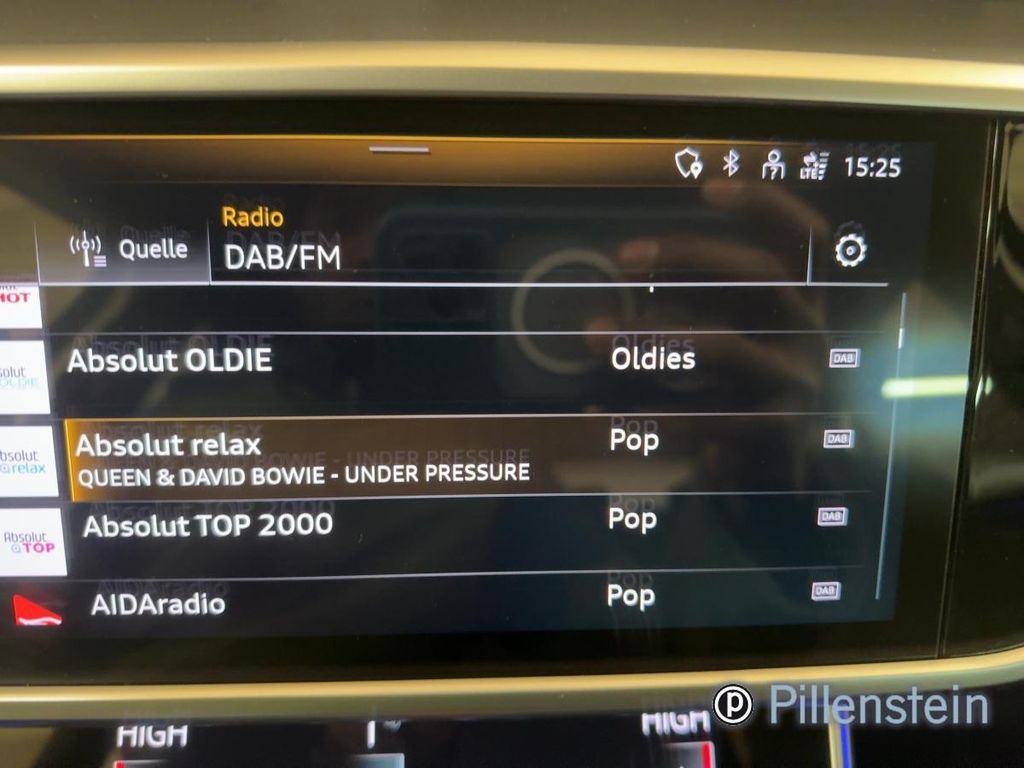 LTE 15:25
Radio
Quelle DAB/FM
HOT
Absolut OLDIE Oldies DAB
Absolut relax Pop DAB
QUEEN & DAVID BOWIE - UNDER PRESSURE
Absolut TOP 2000 Pop DAB
Absolut TOP
AIDAradio Pop DAB
p Pillenstein
HIGH HIGH